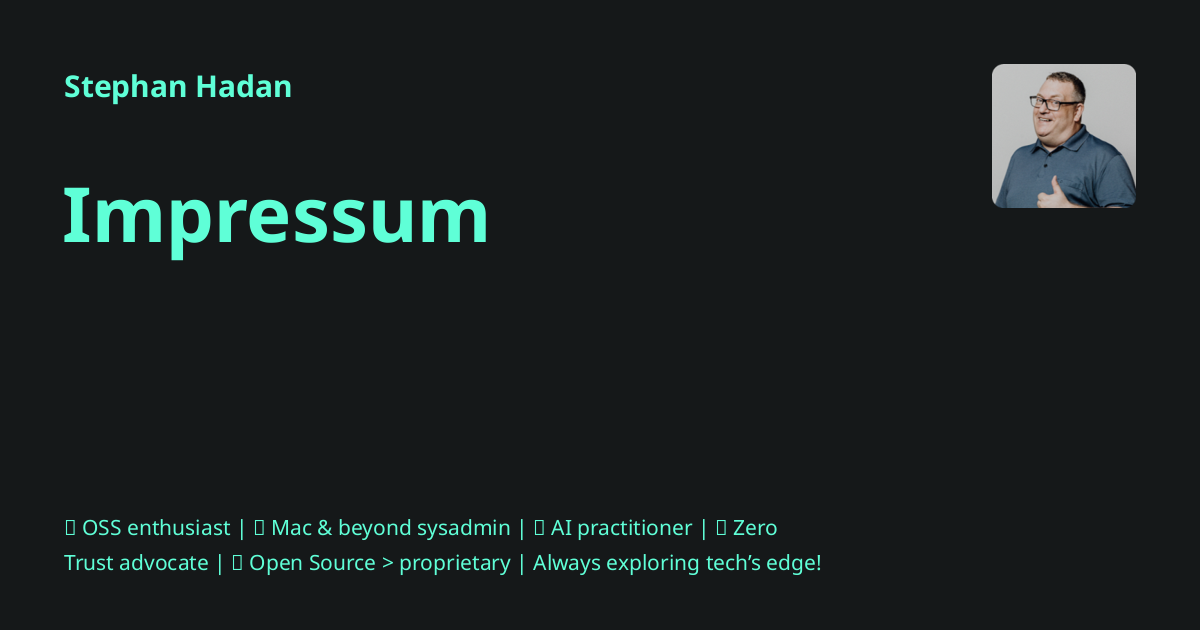 Stephan Hadan
Impressum
▯ OSS enthusiast | ▯ Mac & beyond sysadmin | ▯ AI practitioner | ▯ Zero
Trust advocate | ▯ Open Source > proprietary | Always exploring tech’s edge!